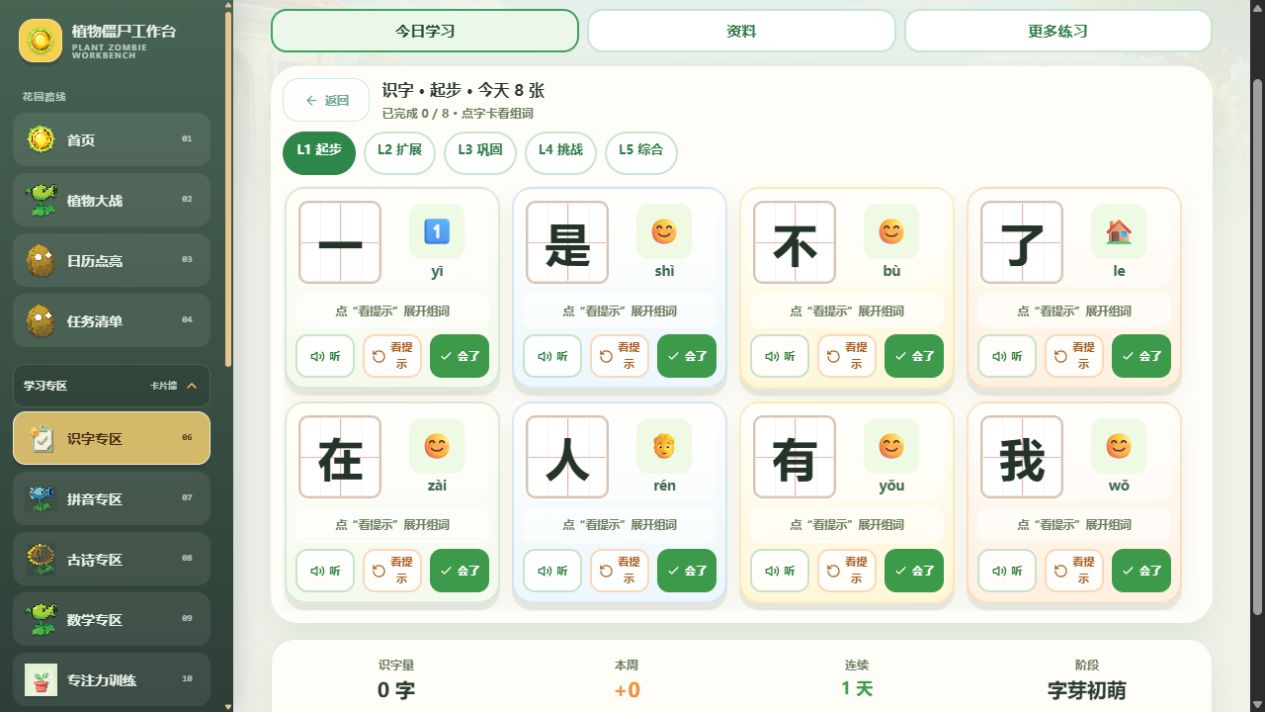 植物僵尸工作台
PLANT ZOMBIE
WORKBENCH
花园路线
首页 01
植物大战 02
日历点亮 03
任务清单 04
学习专区 卡片墙
识字专区 06
拼音专区 07
古诗专区 08
数学专区 09
专注力训练 10
今日学习 资料 更多练习
← 返回
识字 • 起步 • 今天 8 张
已完成 0 / 8 • 点字卡看组词
L1 起步 L2 扩展 L3 巩固 L4 挑战 L5 综合
一 1 yī
点“看提示”展开组词
听 看提示 会了
是 shì
点“看提示”展开组词
听 看提示 会了
不 bù
点“看提示”展开组词
听 看提示 会了
了 le
点“看提示”展开组词
听 看提示 会了
在 zài
点“看提示”展开组词
听 看提示 会了
人 rén
点“看提示”展开组词
听 看提示 会了
有 yǒu
点“看提示”展开组词
听 看提示 会了
我 wǒ
点“看提示”展开组词
听 看提示 会了
识字量 本周 连续 阶段
0 字 +0 1 天 字芽初萌